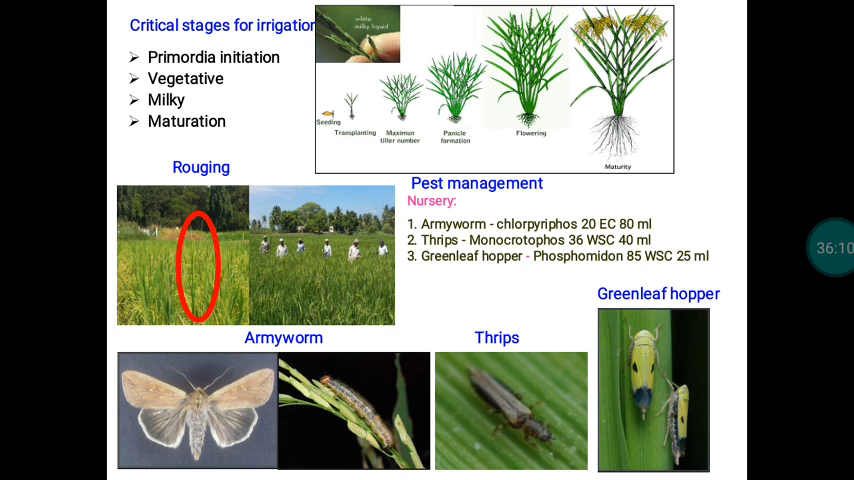 Critical stages for irrigation
➢ Primordia initiation
➢ Vegetative
➢ Milky
➢ Maturation
white,
milky liquid
Seeding
Transplanting
Maximun
tiller number
Panicle
formation
Flowering
Maturity
Rouging
Pest management
Nursery:
1. Armyworm - chlorpyriphos 20 EC 80 ml
2. Thrips - Monocrotophos 36 WSC 40 ml
3. Greenleaf hopper - Phosphomidon 85 WSC 25 ml
36:10
Greenleaf hopper
Armyworm
Thrips